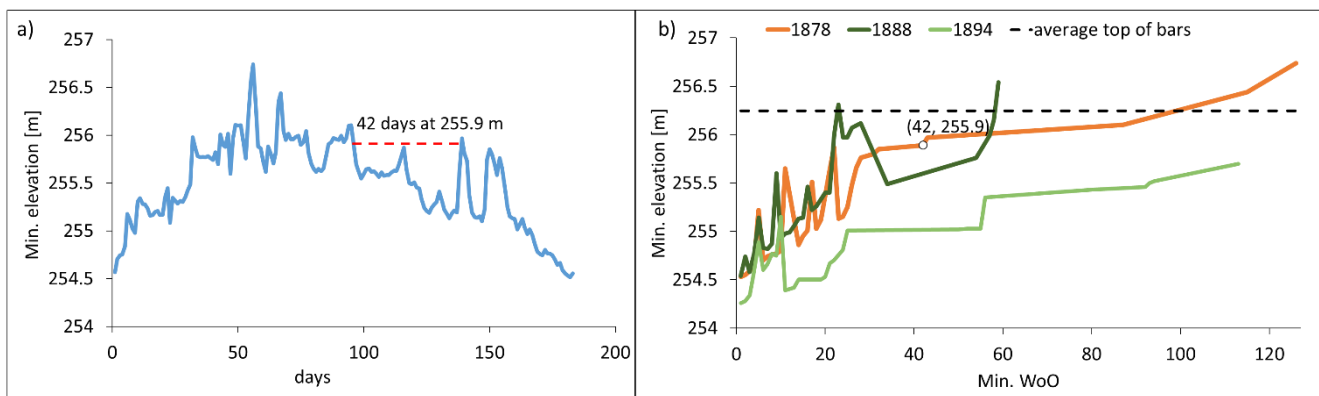 a)
257
256.5
256
255.5
255
254.5
254
Min. elevation [m]
42 days at 255.9 m
0 50 100 150 200
days
b)
1878 1888 1894 average top of bars
257
256.5
256
255.5
255
254.5
254
Min. elevation [m]
(42, 255.9)
0 20 40 60 80 100 120
Min. WoO